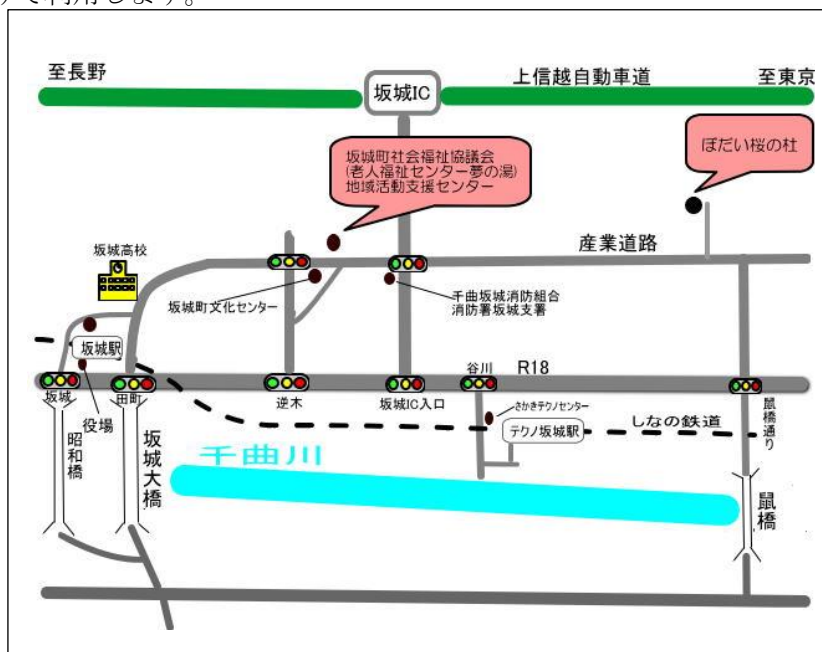 て利用します。
至長野
坂城IC
上信越自動車道
至東京
坂城町社会福祉協議会
(老人福祉センター夢の湯)
地域活動支援センター
ぼだい桜の杜
産業道路
坂城高校
坂城町文化センター
千曲坂城消防組合
消防署坂城支署
坂城駅
谷川
R18
坂城
田町
逆木
坂城IC入口
鼠橋通り
役場
さかきテクノセンター
テクノ坂城駅
しなの鉄道
昭和橋
坂城大橋
千曲川
鼠橋